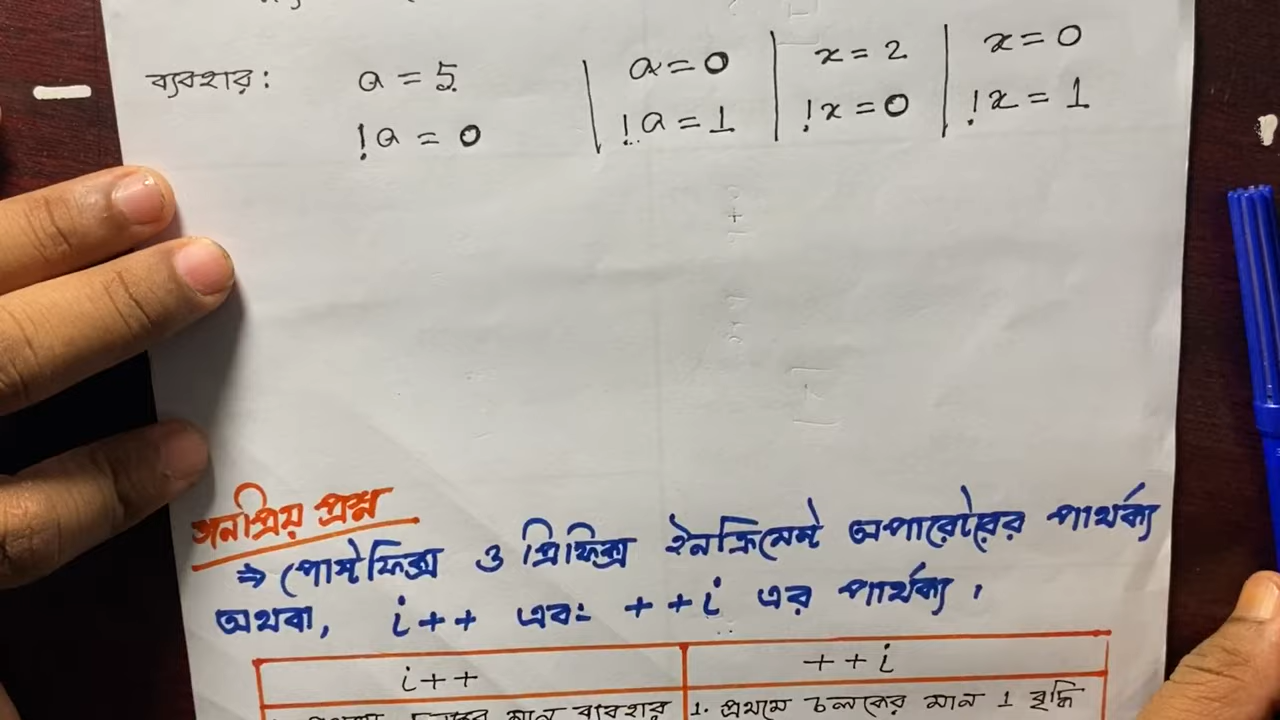 ব্যবহার: a = 5 | a = 0 | x = 2 | x = 0
!a = 0 | !a = 1 | !x = 0 | !x = 1
জনপ্রিয় প্রশ্ন
⇒ পোস্টফিক্স ও প্রিফিক্স ইনক্রিমেন্ট অপারেটরের পার্থক্য
অথবা, i++ এবং ++i এর পার্থক্য।
i++ ++i
মান ব্যবহার 1. প্রথমে চলকের মান 1 বৃদ্ধি